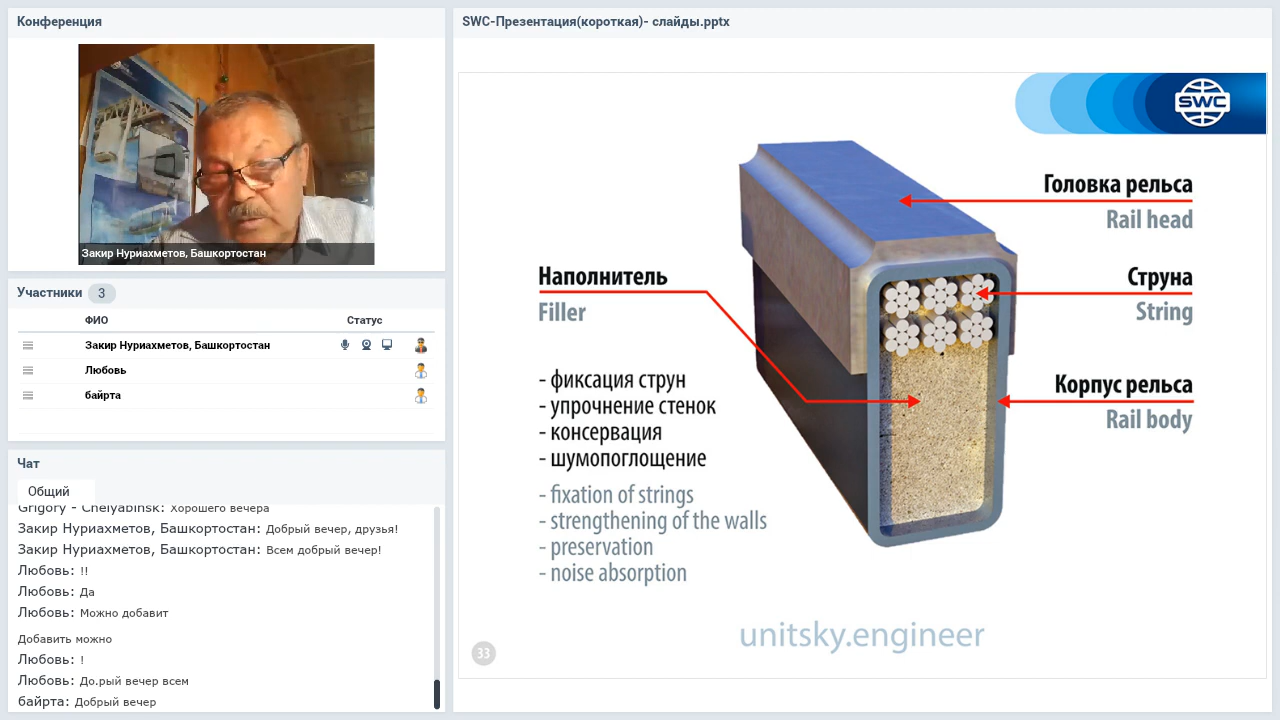 Конференция
Закир Нуриахметов, Башкортостан
Участники 3
ФИО Статус
Закир Нуриахметов, Башкортостан
Любовь
байрта
Чат
Общий
Grigory - Chelyabinsk: Хорошего вечера
Закир Нуриахметов, Башкортостан: Добрый вечер, друзья!
Закир Нуриахметов, Башкортостан: Всем добрый вечер!
Любовь: !!
Любовь: Да
Любовь: Можно добавит
Добавить можно
Любовь: !
Любовь: До.рый вечер всем
байрта: Добрый вечер
SWC-Презентация(короткая)- слайды.pptx
SWC
Головка рельса
Rail head
Струна
String
Корпус рельса
Rail body
Наполнитель
Filler
- фиксация струн
- упрочнение стенок
- консервация
- шумопоглощение
- fixation of strings
- strengthening of the walls
- preservation
- noise absorption
unitsky.engineer
33